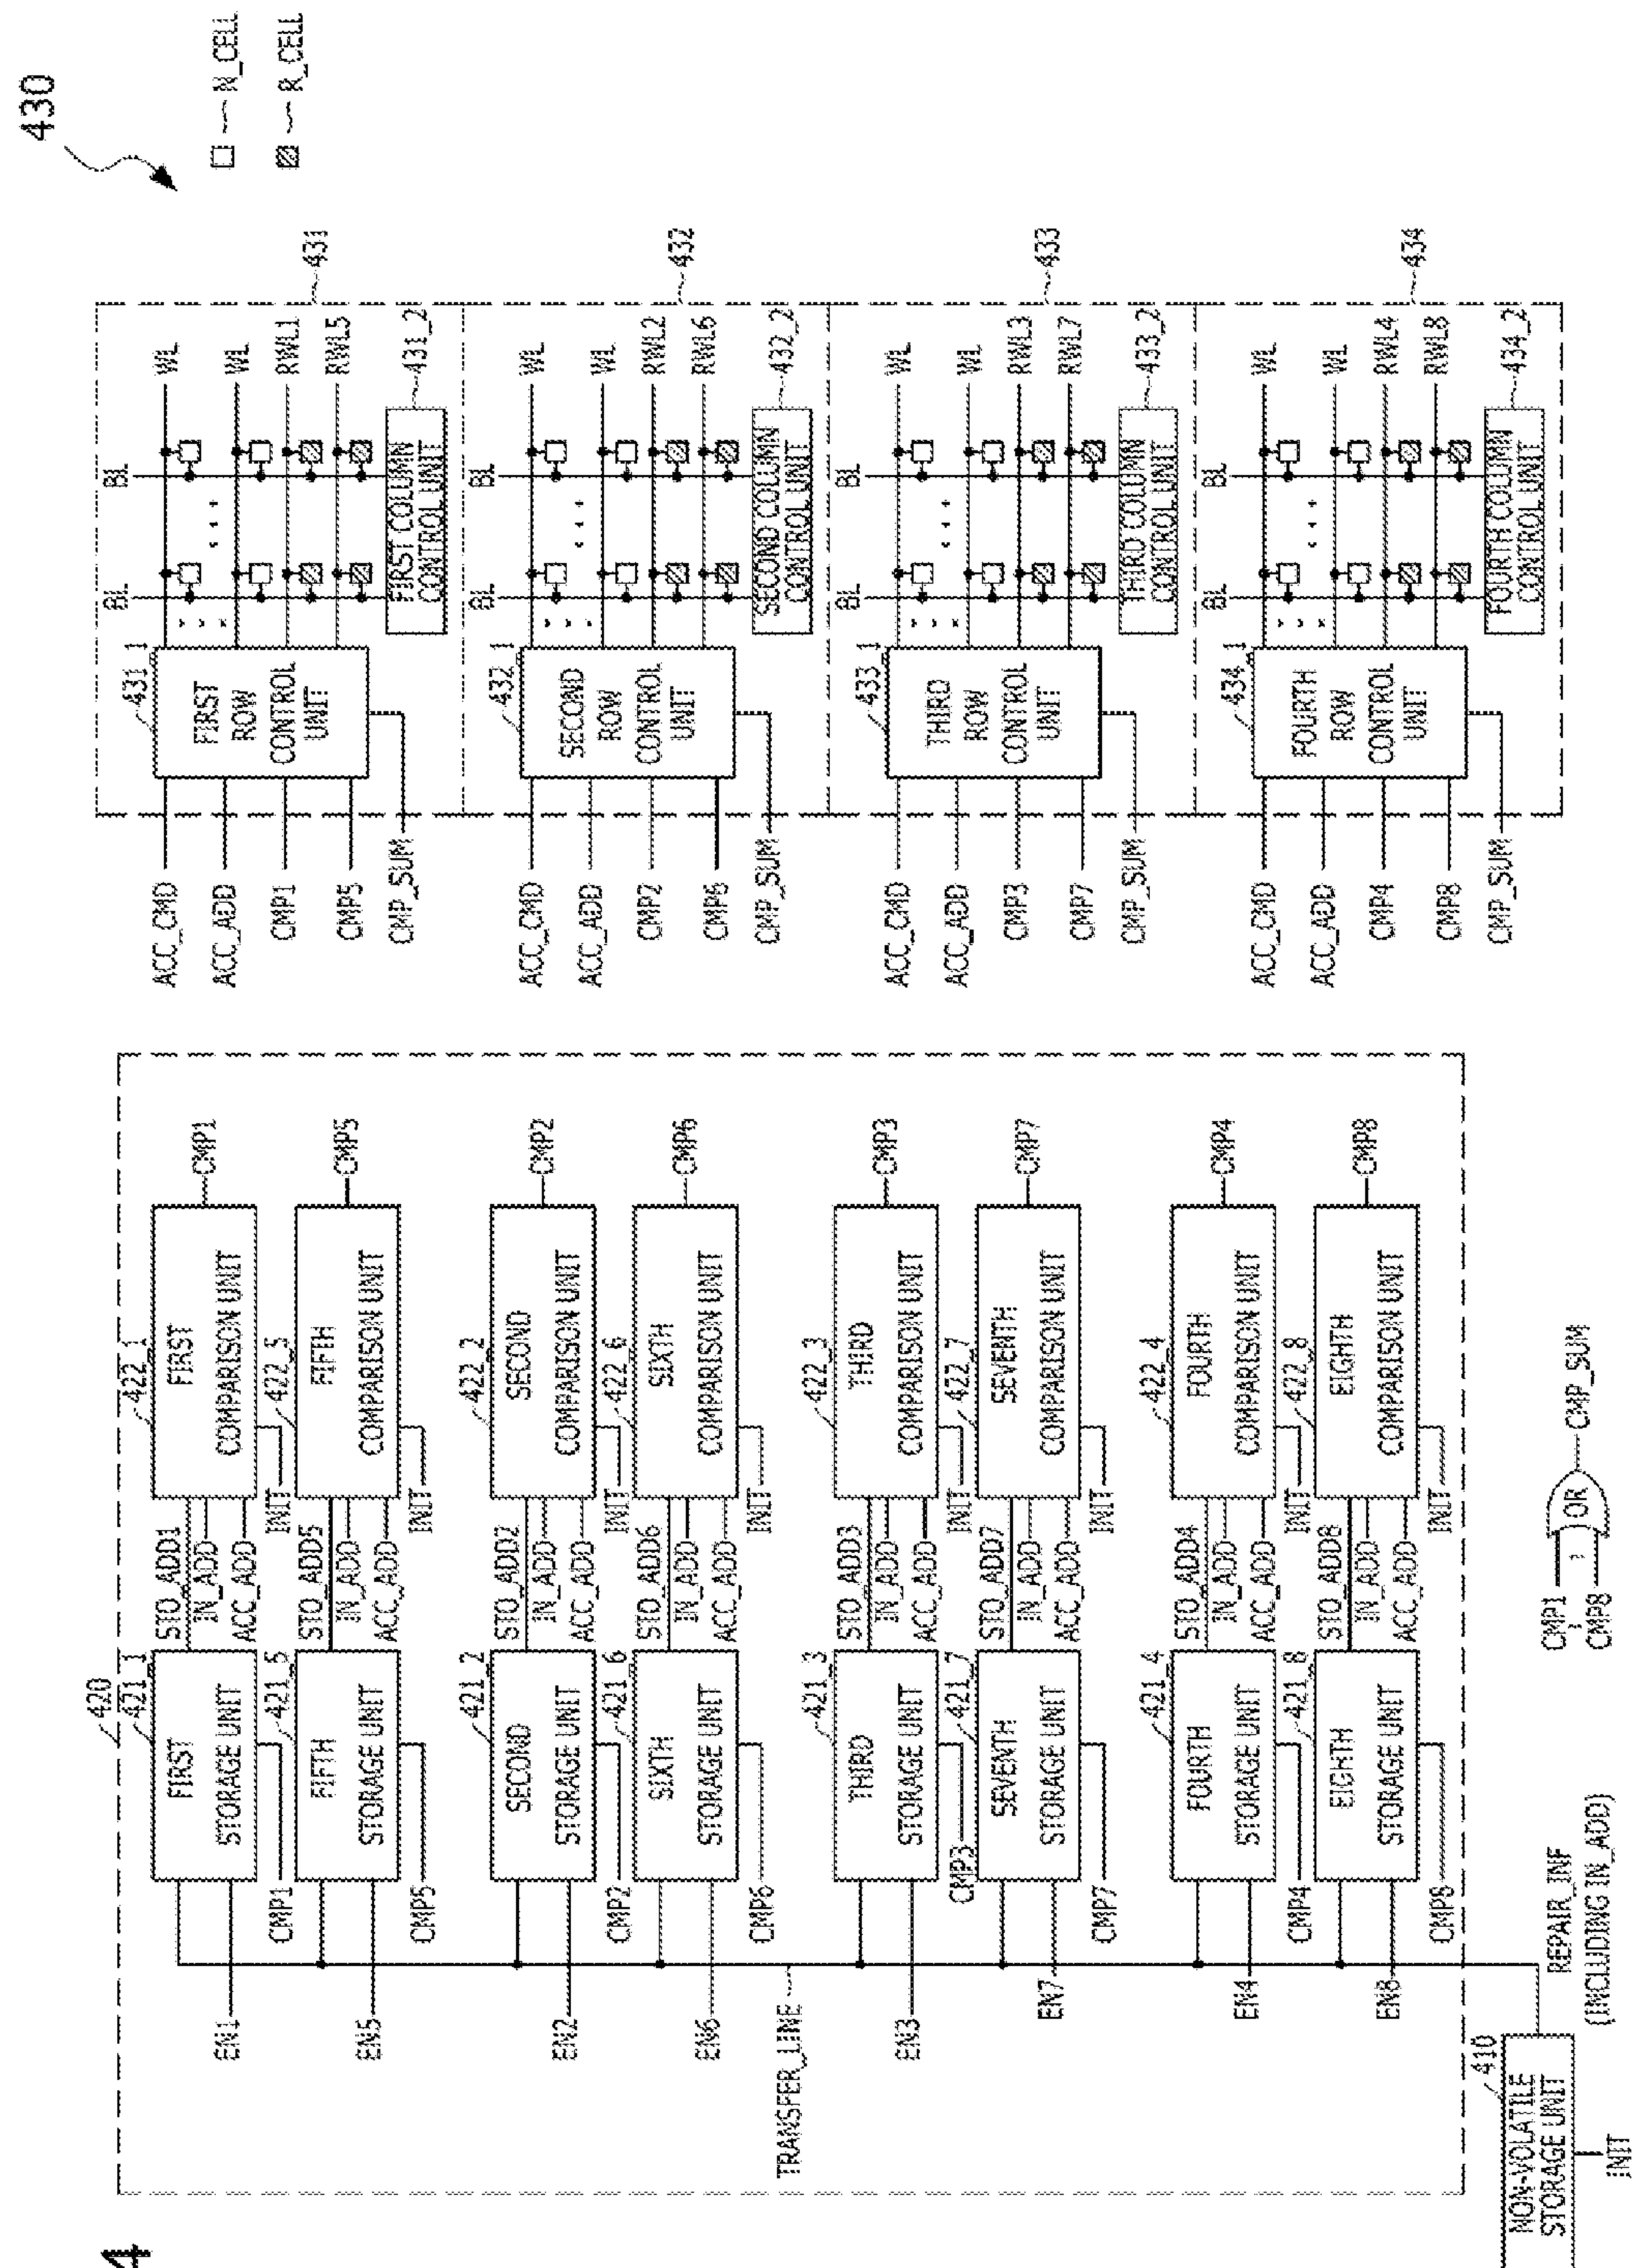 4
430
N_CELL
R_CELL
420
421_1
FIRST
STORAGE UNIT
EN1
CMP1
STO_ADD1
IN_ADD
ACC_ADD
422_1
FIRST
COMPARISON UNIT
INIT
CMP1
421_5
FIFTH
STORAGE UNIT
EN5
CMP5
STO_ADD5
IN_ADD
ACC_ADD
422_5
FIFTH
COMPARISON UNIT
INIT
CMP5
421_2
SECOND
STORAGE UNIT
EN2
CMP2
STO_ADD2
IN_ADD
ACC_ADD
422_2
SECOND
COMPARISON UNIT
INIT
CMP2
421_6
SIXTH
STORAGE UNIT
EN6
CMP6
STO_ADD6
IN_ADD
ACC_ADD
422_6
SIXTH
COMPARISON UNIT
INIT
CMP6
TRANSFER_LINE
421_3
THIRD
STORAGE UNIT
EN3
CMP3
STO_ADD3
IN_ADD
ACC_ADD
422_3
THIRD
COMPARISON UNIT
INIT
CMP3
421_7
SEVENTH
STORAGE UNIT
EN7
CMP7
STO_ADD7
IN_ADD
ACC_ADD
422_7
SEVENTH
COMPARISON UNIT
INIT
CMP7
421_4
FOURTH
STORAGE UNIT
EN4
CMP4
STO_ADD4
IN_ADD
ACC_ADD
422_4
FOURTH
COMPARISON UNIT
INIT
CMP4
421_8
EIGHTH
STORAGE UNIT
EN8
CMP8
STO_ADD8
IN_ADD
ACC_ADD
422_8
EIGHTH
COMPARISON UNIT
INIT
CMP8
410
NON-VOLATILE
STORAGE UNIT
INIT
REPAIR_INF
(INCLUDING IN_ADD)
CMP1
CMP8
OR
CMP_SUM
ACC_CMD
ACC_ADD
CMP1
CMP5
CMP_SUM
431_1
FIRST
ROW
CONTROL
UNIT
BL
BL
WL
WL
RWL1
RWL5
FIRST COLUMN
CONTROL UNIT
431_2
431
ACC_CMD
ACC_ADD
CMP2
CMP6
CMP_SUM
432_1
SECOND
ROW
CONTROL
UNIT
BL
BL
WL
WL
RWL2
RWL6
SECOND COLUMN
CONTROL UNIT
432_2
432
ACC_CMD
ACC_ADD
CMP3
CMP7
CMP_SUM
433_1
THIRD
ROW
CONTROL
UNIT
BL
BL
WL
WL
RWL3
RWL7
THIRD COLUMN
CONTROL UNIT
433_2
433
ACC_CMD
ACC_ADD
CMP4
CMP8
CMP_SUM
434_1
FOURTH
ROW
CONTROL
UNIT
BL
BL
WL
WL
RWL4
RWL8
FOURTH COLUMN
CONTROL UNIT
434_2
434